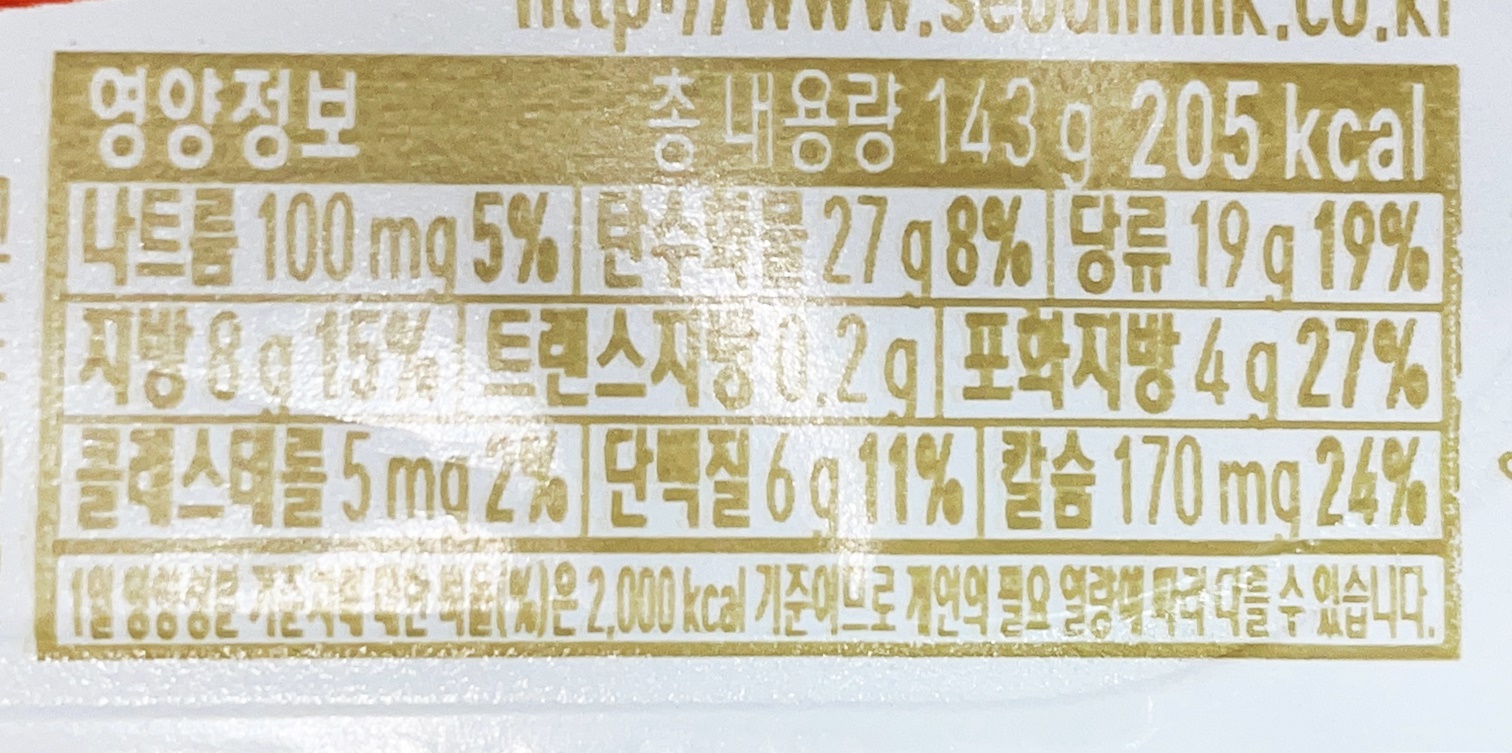 http://www.seoulmilk.co.kr
영양정보 총 내용량 143 g 205 kcal
나트륨 100 mg 5% 탄수화물 27 g 8% 당류 19 g 19%
지방 8 g 15% 트랜스지방 0.2 g 포화지방 4 g 27%
콜레스테롤 5 mg 2% 단백질 6 g 11% 칼슘 170 mg 24%
1일 영양성분 기준치에 대한 비율(%)은 2,000 kcal 기준이므로 개인의 필요 열량에 따라 다를 수 있습니다.